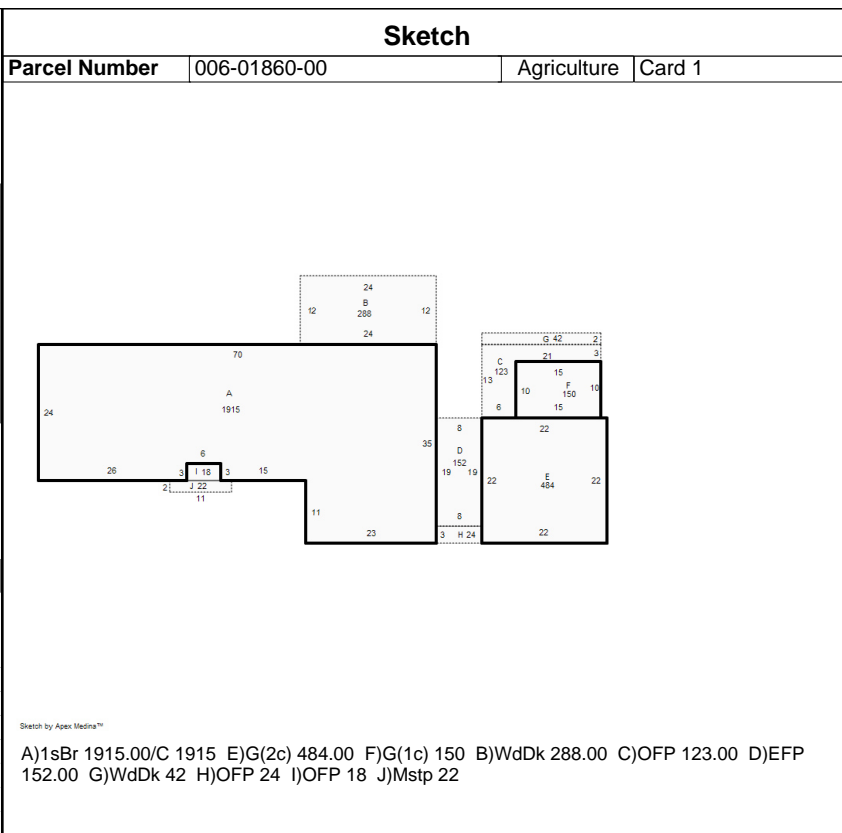 Sketch
Parcel Number 006-01860-00 Agriculture Card 1
24
B
12 288 12
24
G 42 2
70
C 21 3
123 15
13 F
10 150 10
A
24 1915
6 15
8 22
35 D
152
6
19 19 22 E 22
484
26 3 I 18 3 15
2 J 22
11
11
8
23 3 H 24 22
Sketch by Apex Medina™
A)1sBr 1915.00/C 1915 E)G(2c) 484.00 F)G(1c) 150 B)WdDk 288.00 C)OFP 123.00 D)EFP
152.00 G)WdDk 42 H)OFP 24 I)OFP 18 J)Mstp 22